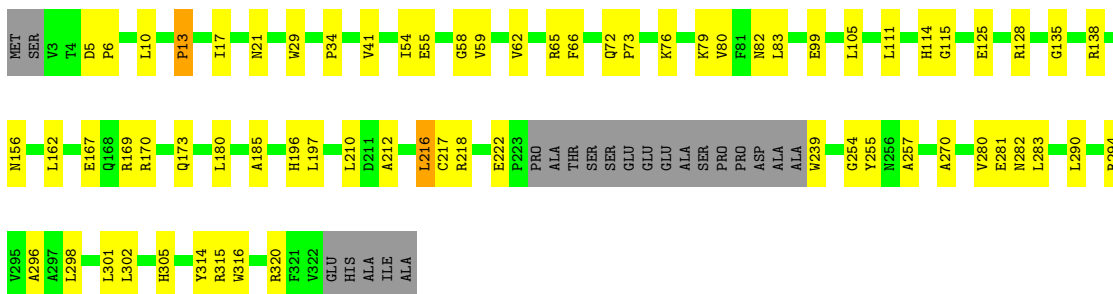 MET SER V3 T4 D5 P6 L10 P13 I17 N21 W29 P34 V41 I54 E55 G58 V59 V62 R65 F66 Q72 P73 K76 K79 V80 F81 N82 L83 E99 L105 L111 H114 G115 E125 R128 G135 R138
N156 L162 E167 Q168 R169 R170 Q173 L180 A185 H196 L197 L210 D211 A212 L216 C217 R218 E222 P223 PRO ALA THR SER SER GLU GLU GLU ALA SER PRO PRO ASP ALA ALA W239 G254 Y255 N256 A257 A270 V280 E281 N282 L283 L290
V295 A296 A297 L298 L301 L302 H305 Y314 R315 W316 R320 F321 V322 GLU HIS ALA ILE ALA